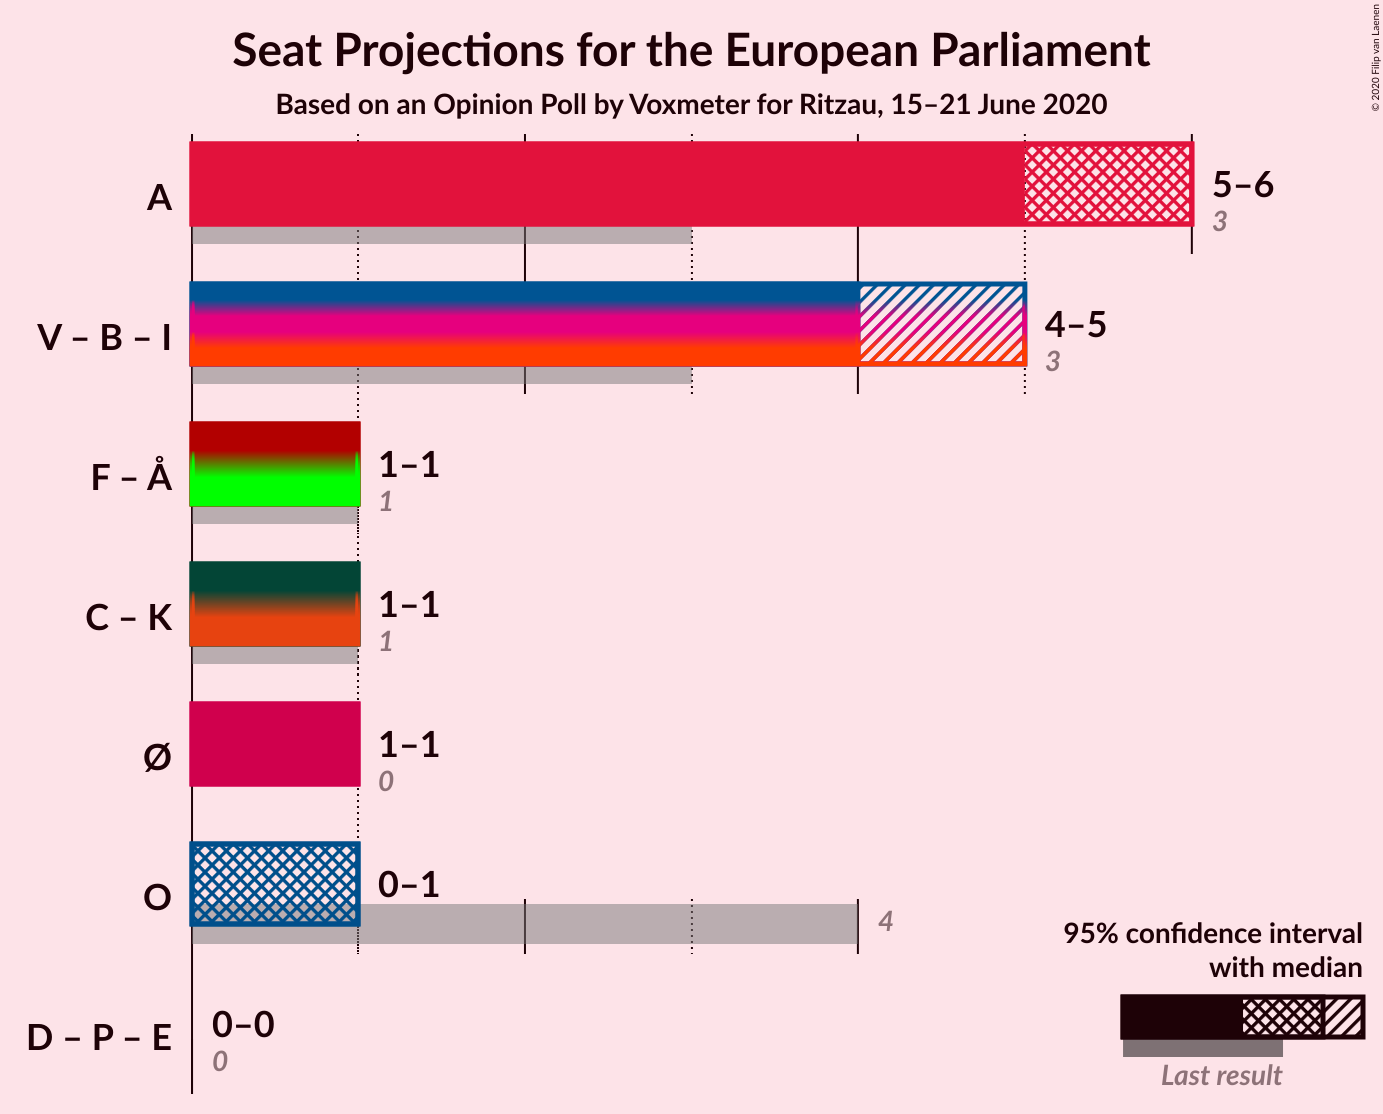 Seat Projections for the European Parliament
Based on an Opinion Poll by Voxmeter for Ritzau, 15–21 June 2020
© 2020 Filip van Laenen
A
5–6
3
V – B – I
4–5
3
F – Å
1–1
1
C – K
1–1
1
Ø
1–1
0
O
0–1
4
D – P – E
0–0
0
95% confidence interval
with median
Last result